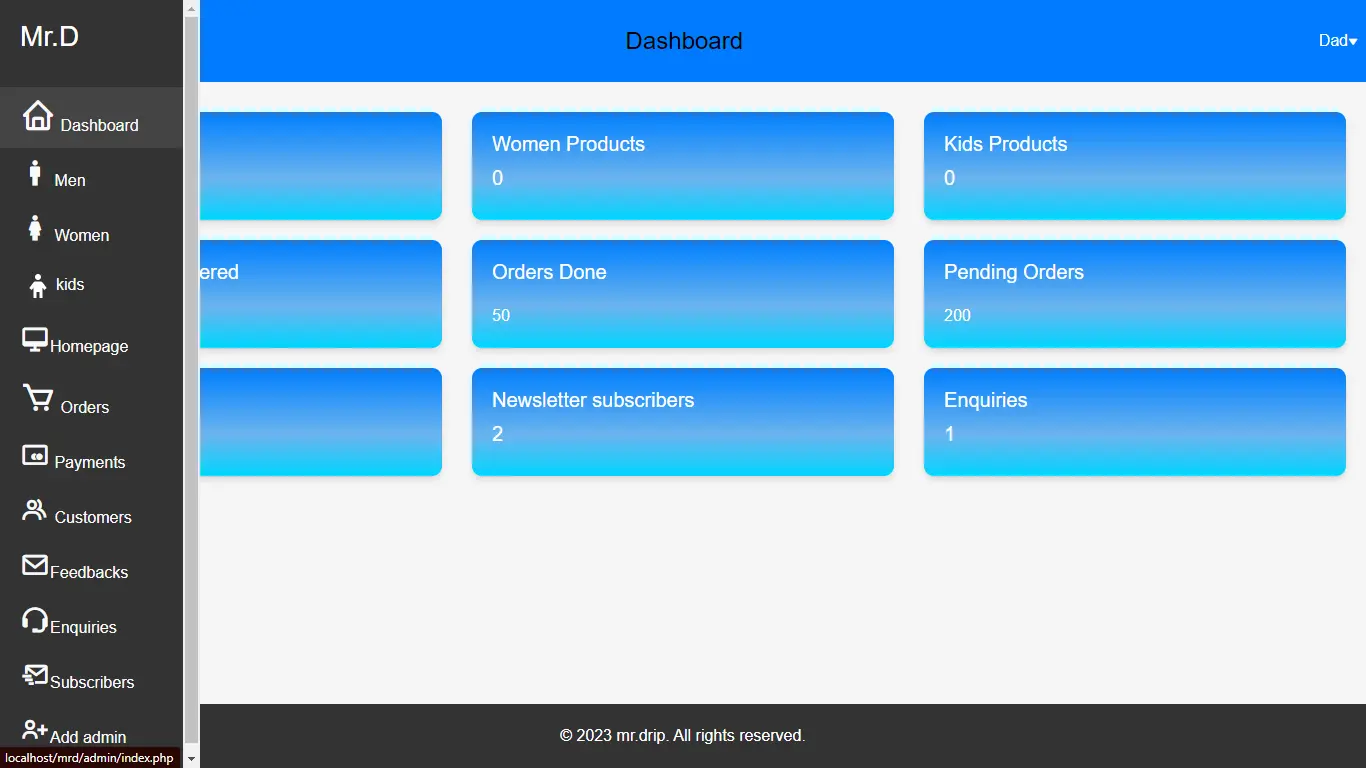 Mr.D
Dashboard
Men
Women
kids
Homepage
Orders
Payments
Customers
Feedbacks
Enquiries
Subscribers
Add admin
localhost/mrd/admin/index.php
Dashboard
Dad
Women Products
0
Kids Products
0
ered
Orders Done
50
Pending Orders
200
Newsletter subscribers
2
Enquiries
1
© 2023 mr.drip. All rights reserved.